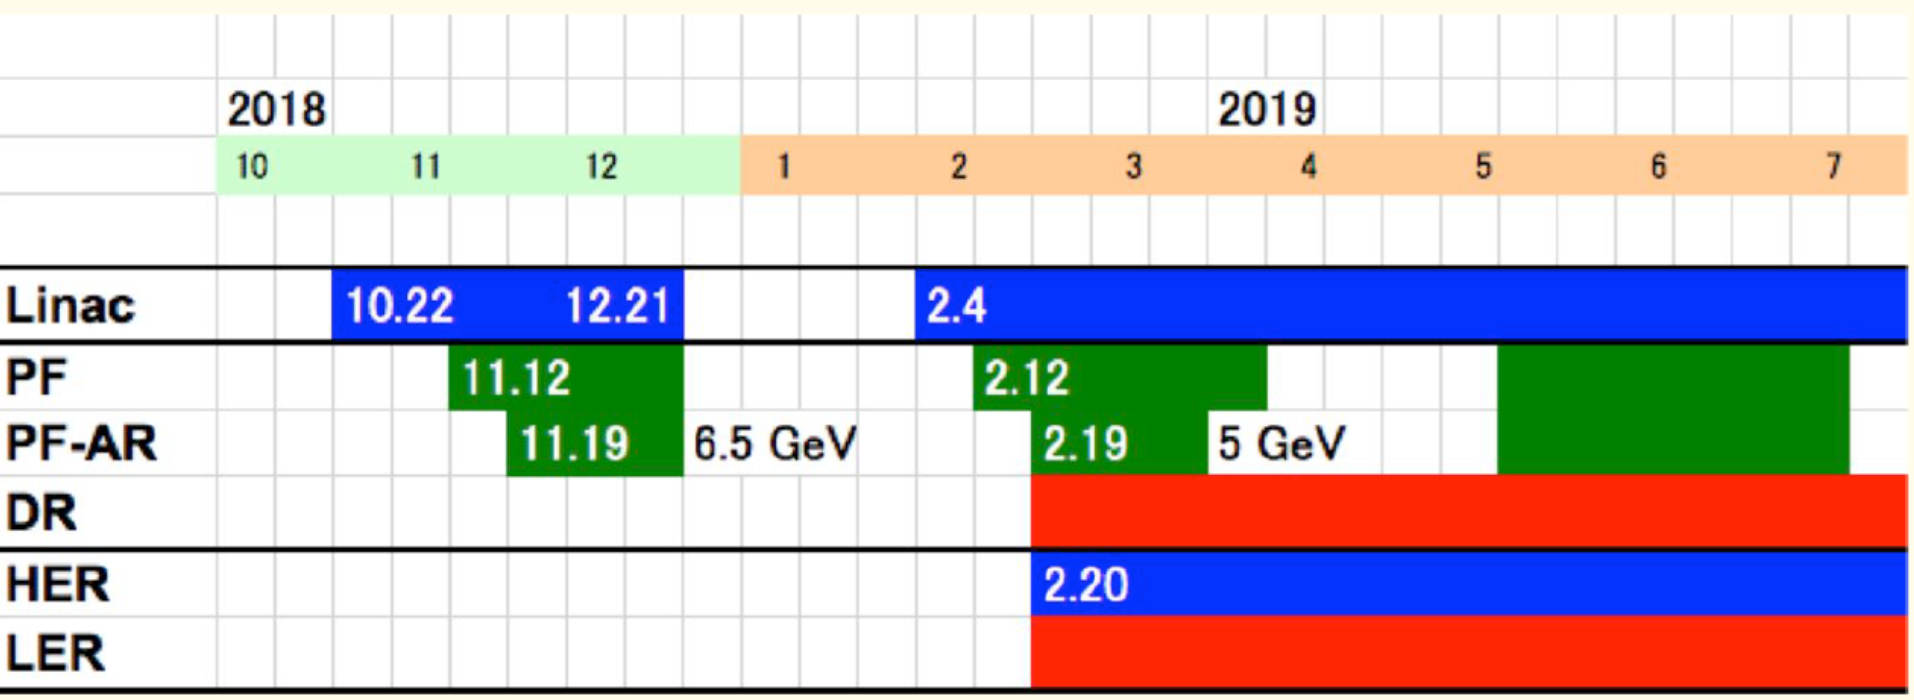 2018 2019
10 11 12 1 2 3 4 5 6 7
Linac 10.22 12.21 2.4
PF 11.12 2.12
PF-AR 11.19 6.5 GeV 2.19 5 GeV
DR
HER 2.20
LER